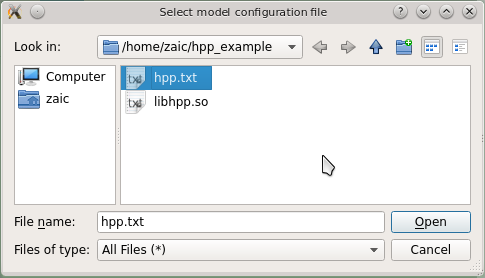 Select model configuration file
Look in:
/home/zaic/hpp_example
Computer
zaic
hpp.txt
libhpp.so
File name:
hpp.txt
Open
Files of type:
All Files (*)
Cancel